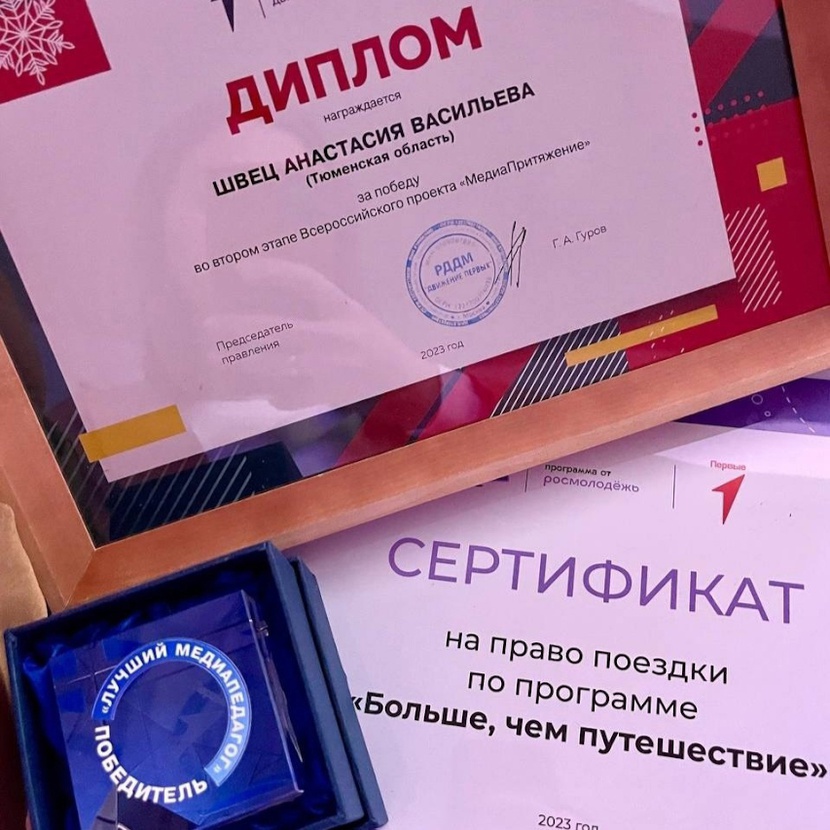 ДИПЛОМ
награждается
ШВЕЦ АНАСТАСИЯ ВАСИЛЬЕВА
(Тюменская область)
за победу
во втором этапе Всероссийского проекта «МедиаПритяжение»
РДДМ
"ДВИЖЕНИЕ ПЕРВЫХ"
Г. А. Гуров
Председатель
правления
2023 год
программа от
росмолодёжь
Первые
СЕРТИФИКАТ
на право поездки
по программе
«Больше, чем путешествие»
2023 год
«ЛУЧШИЙ МЕДИАПЕДАГОГ»
ПОБЕДИТЕЛЬ